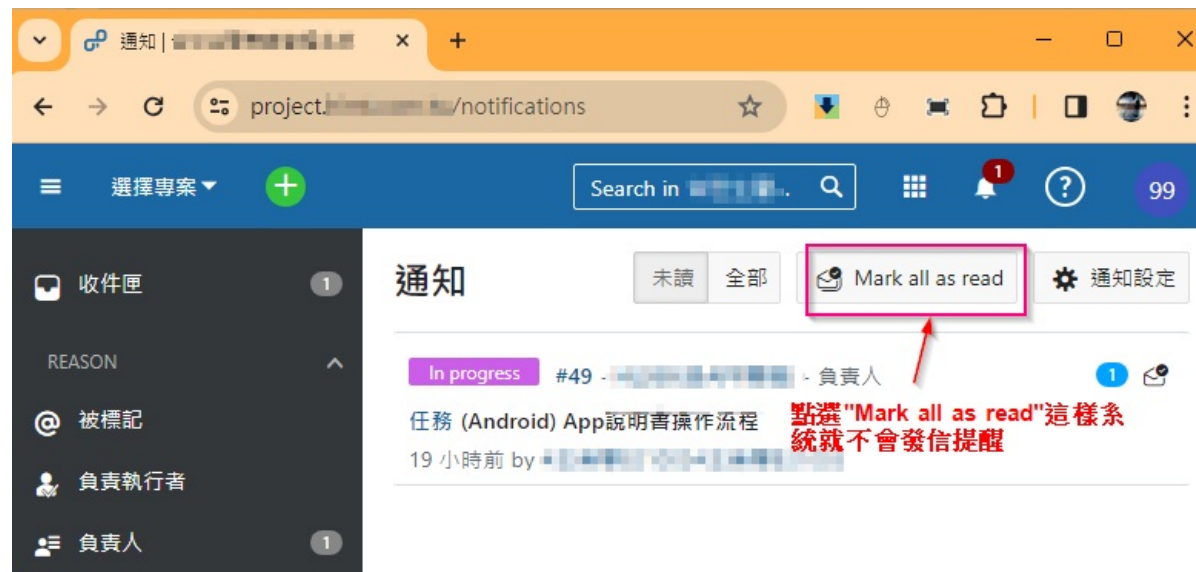 通知 |
project. /notifications
選擇專案
Search in .
1
99
收件匣 1
通知
未讀 全部 Mark all as read 通知設定
REASON
In progress #49 - - 負責人 1
被標記
任務 (Android) App說明書操作流程
點選"Mark all as read"這樣系
統就不會發信提醒
19 小時前 by
負責執行者
負責人 1